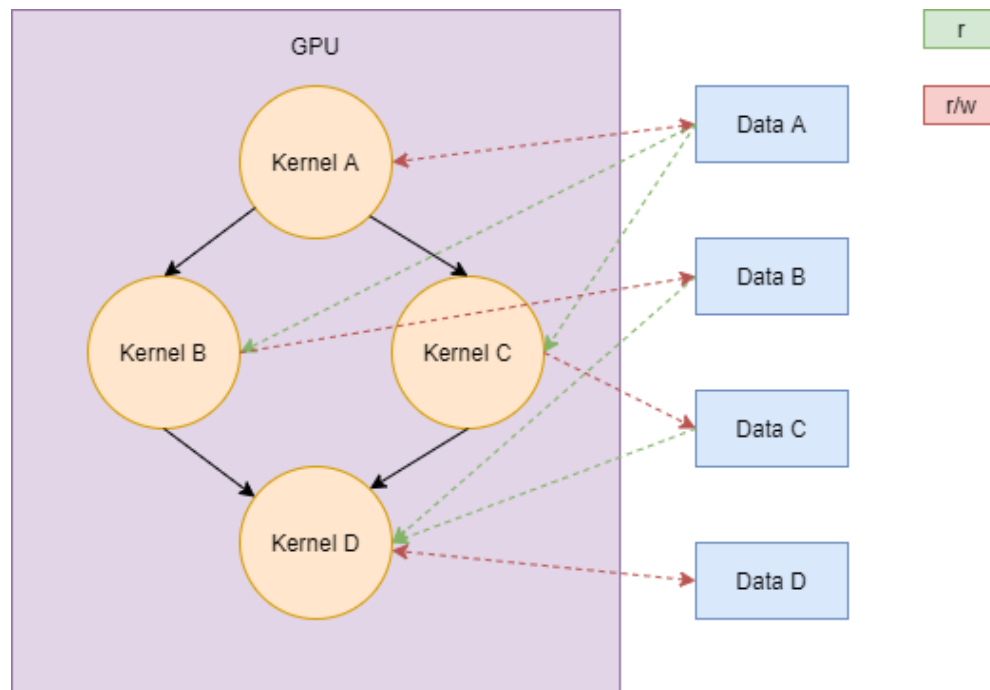 GPU
r
r/w
Kernel A
Data A
Kernel B
Kernel C
Data B
Data C
Kernel D
Data D